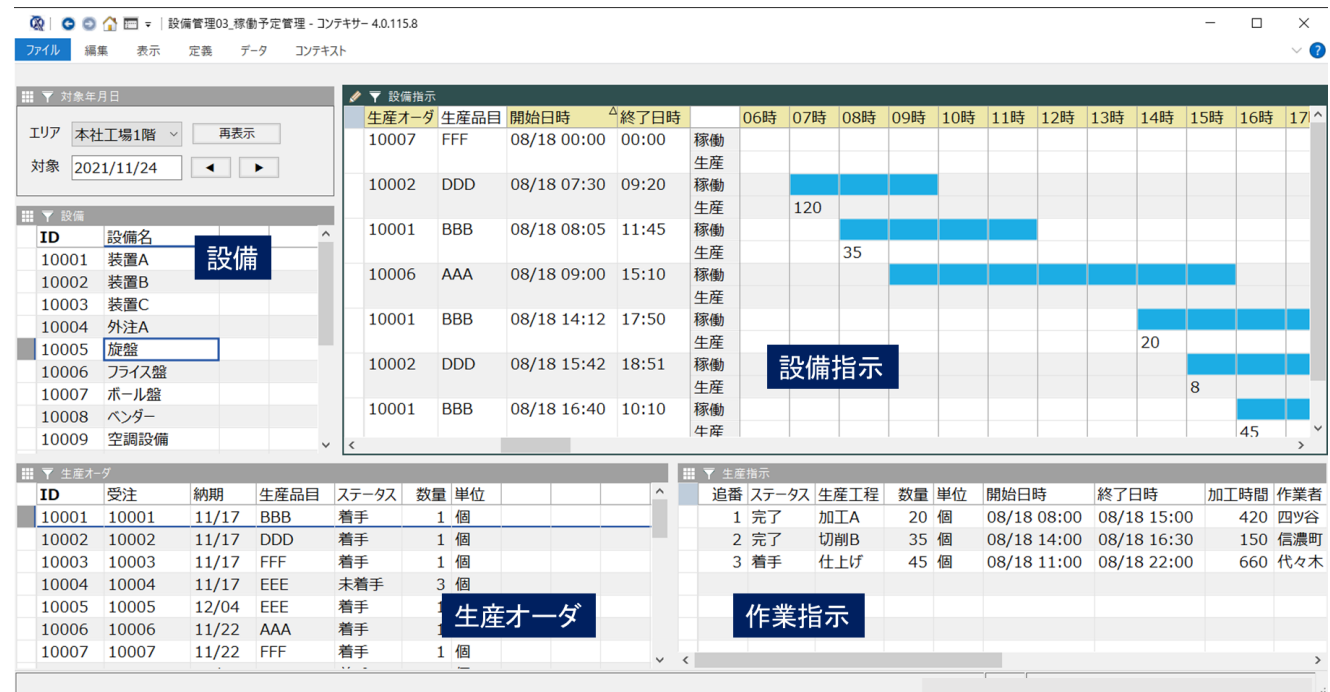 設備管理03_稼働予定管理 - コンテキサー 4.0.115.8
ファイル 編集 表示 定義 データ コンテキスト
対象年月日
エリア 本社工場1階 再表示
対象 2021/11/24
設備
ID 設備名
10001 装置A
10002 装置B
10003 装置C
10004 外注A
10005 旋盤
10006 フライス盤
10007 ボール盤
10008 ベンダー
10009 空調設備
設備
設備指示
生産オーダ 生産品目 開始日時 終了日時 06時 07時 08時 09時 10時 11時 12時 13時 14時 15時 16時 17
10007 FFF 08/18 00:00 00:00 稼働
生産
10002 DDD 08/18 07:30 09:20 稼働
生産 120
10001 BBB 08/18 08:05 11:45 稼働
生産 35
10006 AAA 08/18 09:00 15:10 稼働
生産
10001 BBB 08/18 14:12 17:50 稼働
生産 20
10002 DDD 08/18 15:42 18:51 稼働
生産 8
10001 BBB 08/18 16:40 10:10 稼働
生産 45
設備指示
生産オーダ
ID 受注 納期 生産品目 ステータス 数量 単位
10001 10001 11/17 BBB 着手 1 個
10002 10002 11/17 DDD 着手 1 個
10003 10003 11/17 FFF 着手 1 個
10004 10004 11/17 EEE 未着手 3 個
10005 10005 12/04 EEE 着手 個
10006 10006 11/22 AAA 着手 個
10007 10007 11/22 FFF 着手 1 個
生産オーダ
生産指示
追番 ステータス 生産工程 数量 単位 開始日時 終了日時 加工時間 作業者
1 完了 加工A 20 個 08/18 08:00 08/18 15:00 420 四ツ谷
2 完了 切削B 35 個 08/18 14:00 08/18 16:30 150 信濃町
3 着手 仕上げ 45 個 08/18 11:00 08/18 22:00 660 代々木
作業指示